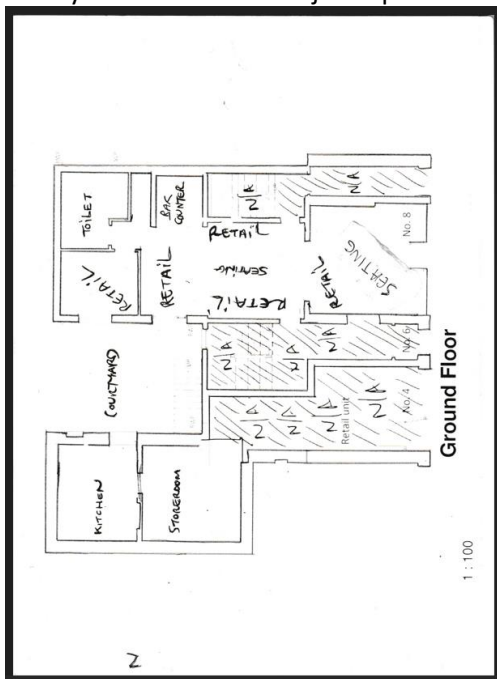 TOILET
BAR
COUNTER
N/A
N/A
RETAIL
RETAIL
RETAIL
SEATING
RETAIL
RETAIL
SEATING
No. 8
COURTYARD
N/A
N/A
N/A
No. 6
N/A
N/A
N/A
N/A
Retail unit
No. 4
KITCHEN
STOREROOM
Ground Floor
1 : 100
N